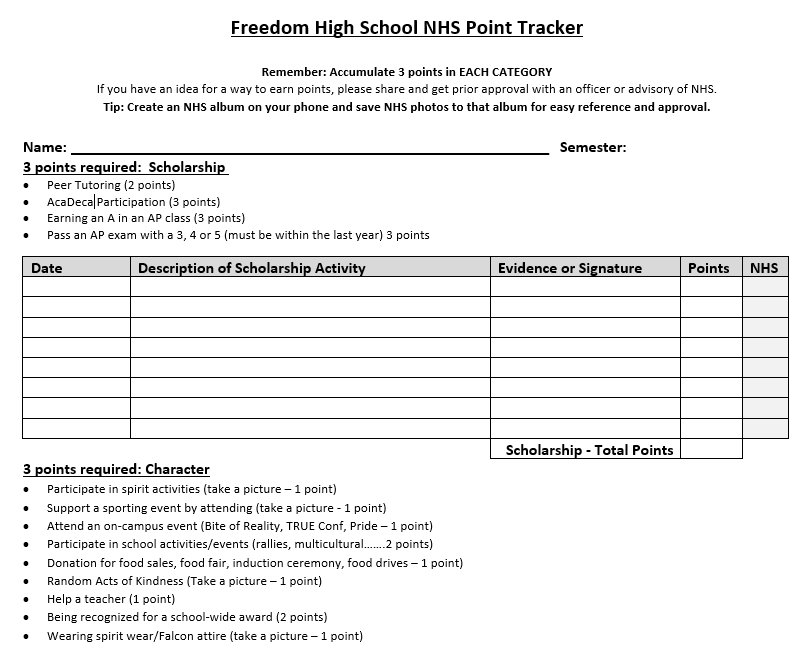 Freedom High School NHS Point Tracker
Remember: Accumulate 3 points in EACH CATEGORY
If you have an idea for a way to earn points, please share and get prior approval with an officer or advisory of NHS.
Tip: Create an NHS album on your phone and save NHS photos to that album for easy reference and approval.
Name: Semester:
3 points required: Scholarship
• Peer Tutoring (2 points)
• AcaDeca Participation (3 points)
• Earning an A in an AP class (3 points)
• Pass an AP exam with a 3, 4 or 5 (must be within the last year) 3 points
Date Description of Scholarship Activity Evidence or Signature Points NHS
Scholarship - Total Points
3 points required: Character
• Participate in spirit activities (take a picture – 1 point)
• Support a sporting event by attending (take a picture - 1 point)
• Attend an on-campus event (Bite of Reality, TRUE Conf, Pride – 1 point)
• Participate in school activities/events (rallies, multicultural.......2 points)
• Donation for food sales, food fair, induction ceremony, food drives – 1 point)
• Random Acts of Kindness (Take a picture – 1 point)
• Help a teacher (1 point)
• Being recognized for a school-wide award (2 points)
• Wearing spirit wear/Falcon attire (take a picture – 1 point)